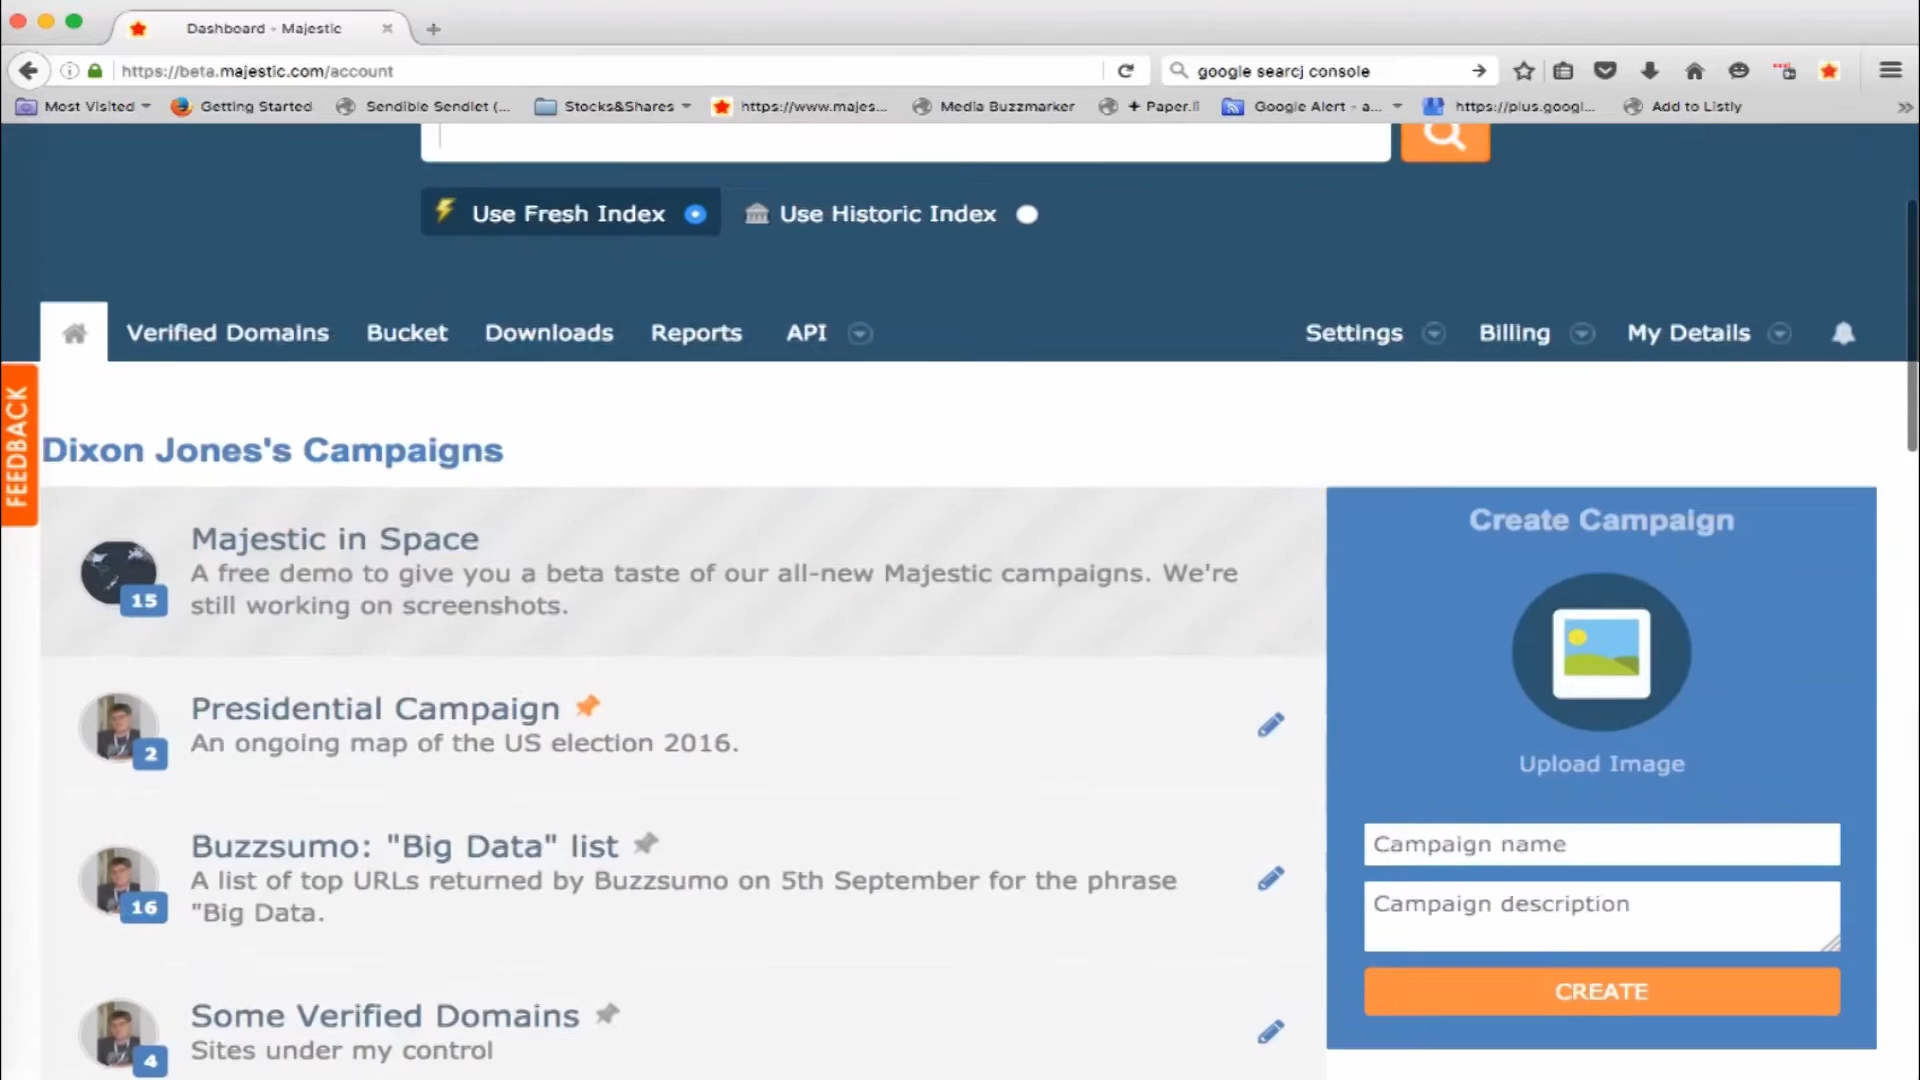 Dashboard - Majestic
https://beta.majestic.com/account
google searcj console
Most Visited
Getting Started
Sendible Sendlet (...
Stocks&Shares
https://www.majes...
Media Buzzmarker
+ Paper.li
Google Alert - a...
https://plus.googl...
Add to Listly
Use Fresh Index
Use Historic Index
Verified Domains
Bucket
Downloads
Reports
API
Settings
Billing
My Details
FEEDBACK
Dixon Jones's Campaigns
Majestic in Space
A free demo to give you a beta taste of our all-new Majestic campaigns. We're
still working on screenshots.
15
Presidential Campaign
An ongoing map of the US election 2016.
2
Buzzsumo: "Big Data" list
A list of top URLs returned by Buzzsumo on 5th September for the phrase
"Big Data.
16
Some Verified Domains
Sites under my control
4
Create Campaign
Upload Image
Campaign name
Campaign description
CREATE